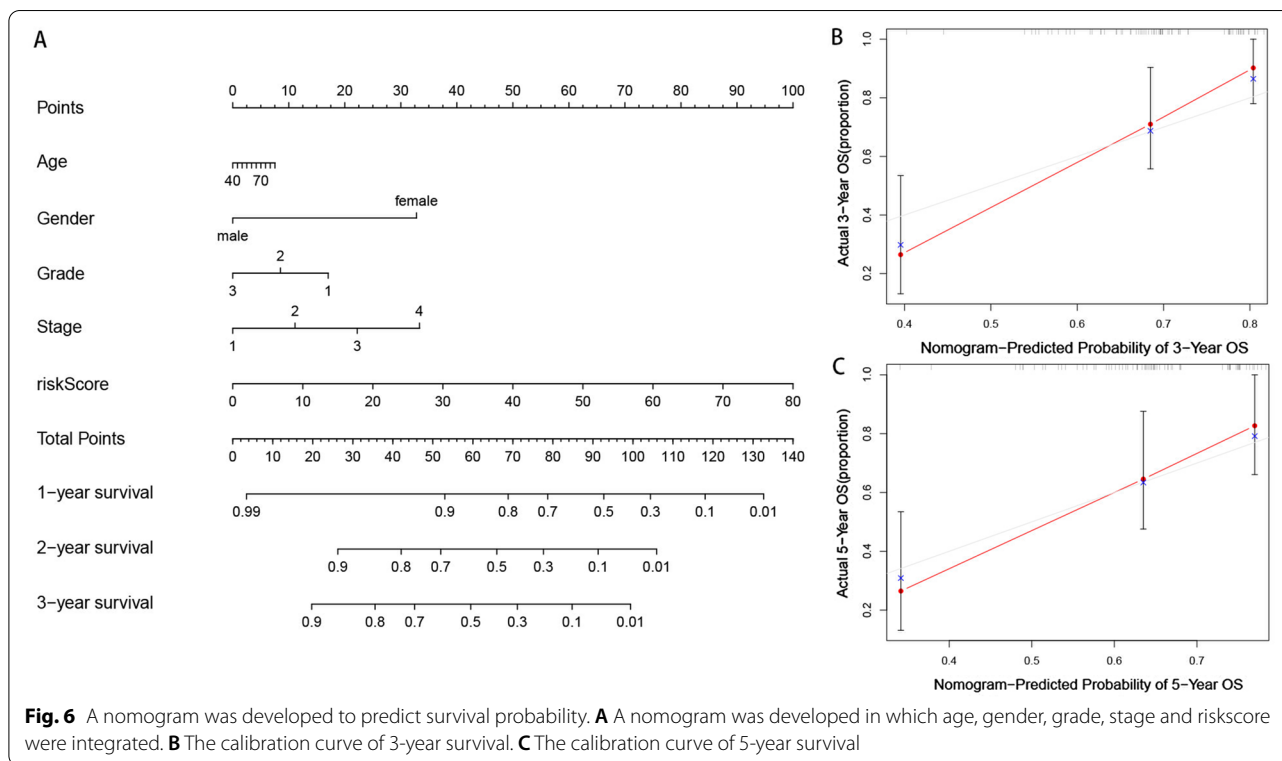 A
Points
0 10 20 30 40 50 60 70 80 90 100
Age
40 70
Gender
female
male
Grade
2
3 1
Stage
2 4
1 3
riskScore
0 10 20 30 40 50 60 70 80
Total Points
0 10 20 30 40 50 60 70 80 90 100 110 120 130 140
1-year survival
0.99 0.9 0.8 0.7 0.5 0.3 0.1 0.01
2-year survival
0.9 0.8 0.7 0.5 0.3 0.1 0.01
3-year survival
0.9 0.8 0.7 0.5 0.3 0.1 0.01
B
Actual 3-Year OS(proportion)
1.0
0.8
0.6
0.4
0.2
0.4 0.5 0.6 0.7 0.8
Nomogram-Predicted Probability of 3-Year OS
C
Actual 5-Year OS(proportion)
1.0
0.8
0.6
0.4
0.2
0.4 0.5 0.6 0.7
Nomogram-Predicted Probability of 5-Year OS
Fig. 6 A nomogram was developed to predict survival probability. A A nomogram was developed in which age, gender, grade, stage and riskscore
were integrated. B The calibration curve of 3-year survival. C The calibration curve of 5-year survival